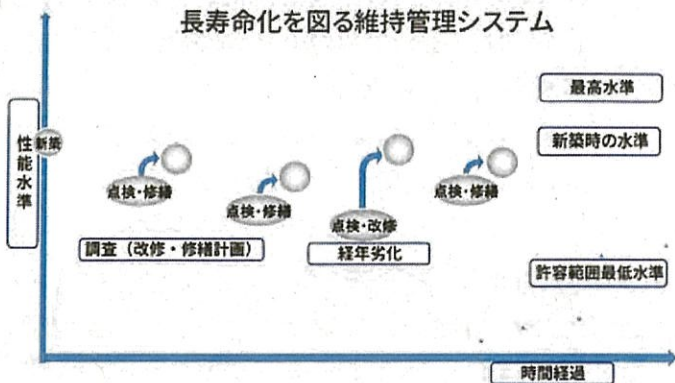 長寿命化を図る維持管理システム
最高水準
性能水準
新築
新築時の水準
点検・修繕
点検・修繕
点検・改修
点検・修繕
調査（改修・修繕計画）
経年劣化
許容範囲最低水準
時間経過